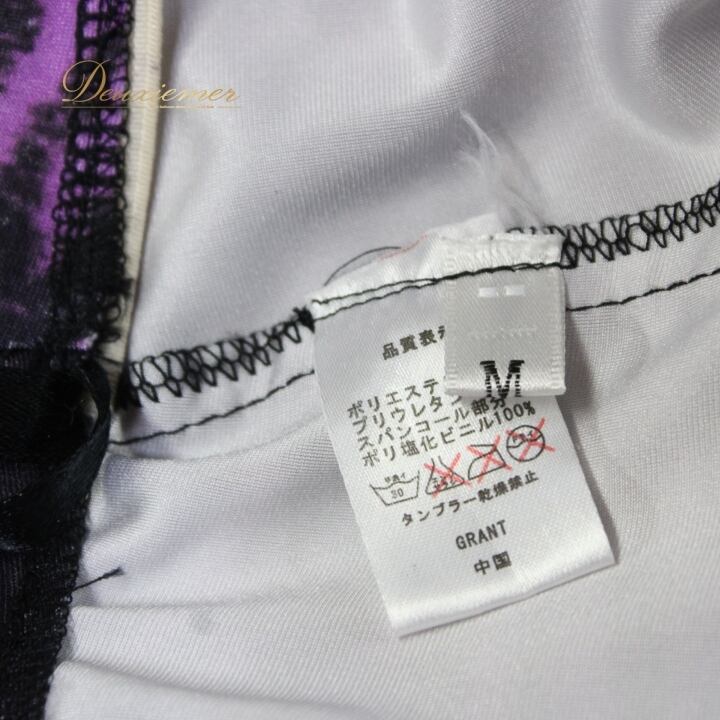 Deuxiemer
品質表示
M
ポリエステ
プリウレタン
スパンコール部分
ポリ塩化ビニル100%
30
タンブラー乾燥禁止
GRANT
中国